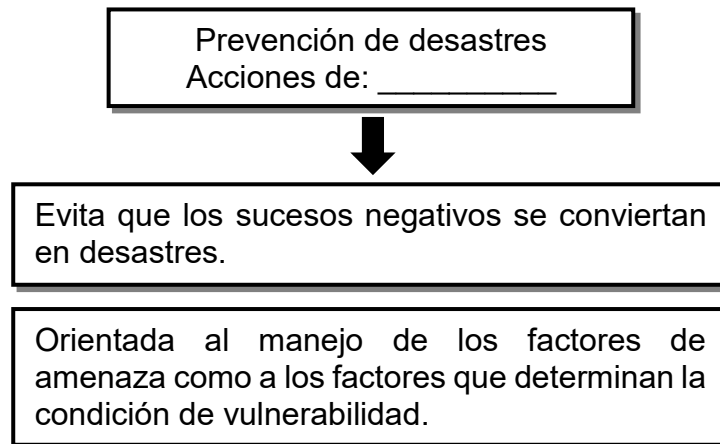 Prevención de desastres
Acciones de: __________
Evita que los sucesos negativos se conviertan
en desastres.
Orientada al manejo de los factores de
amenaza como a los factores que determinan la
condición de vulnerabilidad.